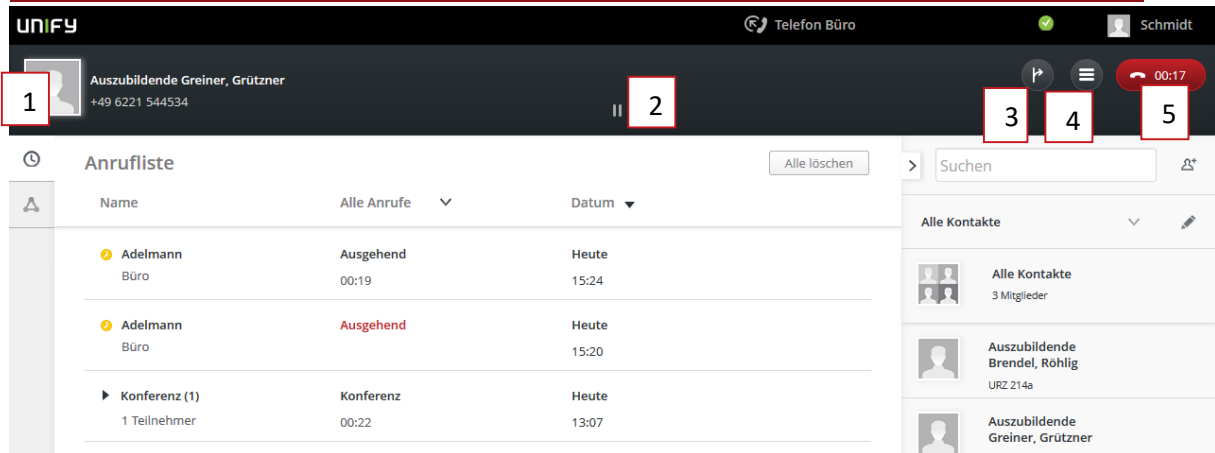 UNIFY
Telefon Büro
Schmidt
Auszubildende Greiner, Grützner
+49 6221 544534
00:17
1
2
3
4
5
Anrufliste
Alle löschen
Suchen
Name
Alle Anrufe
Datum
Alle Kontakte
Adelmann
Ausgehend
Heute
Büro
00:19
15:24
Adelmann
Ausgehend
Heute
Büro
15:20
Konferenz (1)
Konferenz
Heute
1 Teilnehmer
00:22
13:07
Alle Kontakte
3 Mitglieder
Auszubildende
Brendel, Röhlig
URZ 214a
Auszubildende
Greiner, Grützner